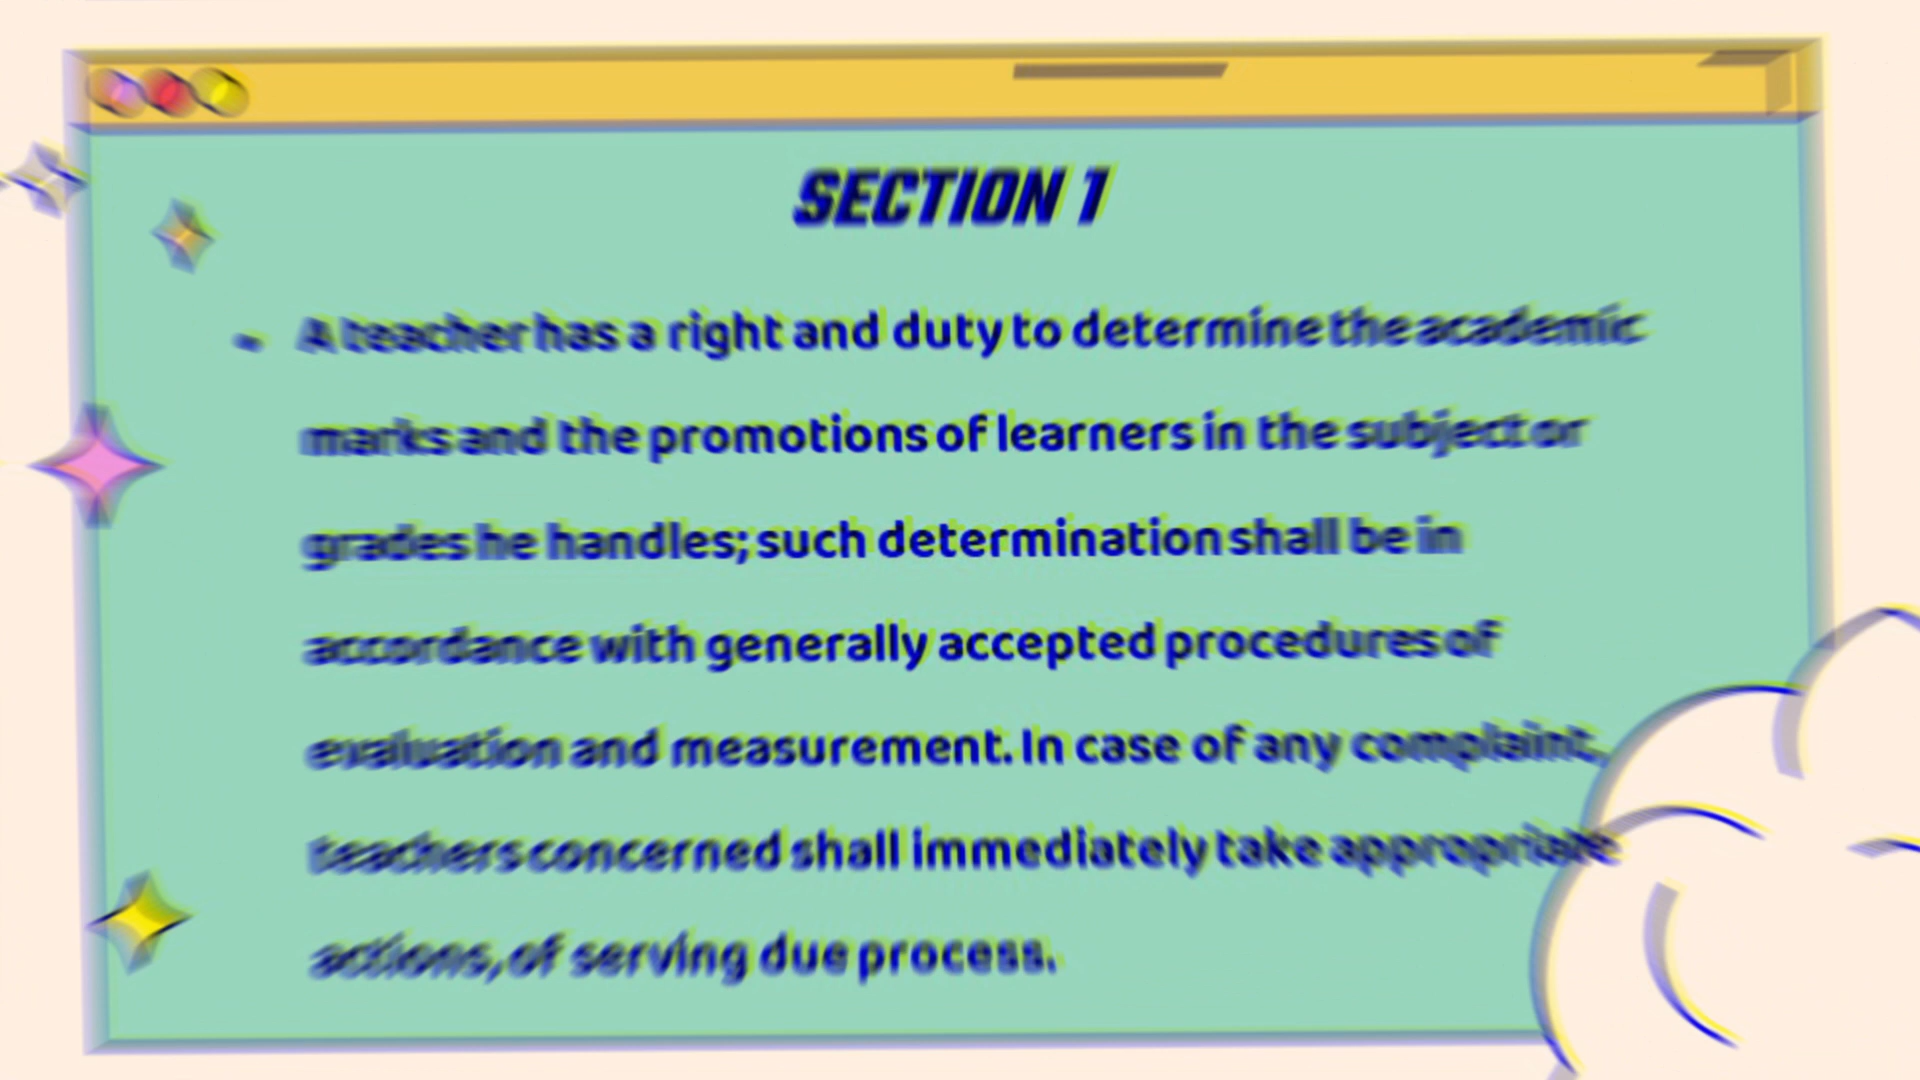 SECTION 1
- A teacher has a right and duty to determine the academic
marks and the promotions of learners in the subject or
grades he handles; such determination shall be in
accordance with generally accepted procedures of
evaluation and measurement. In case of any complaint,
teachers concerned shall immediately take appropriate
actions, of serving due process.